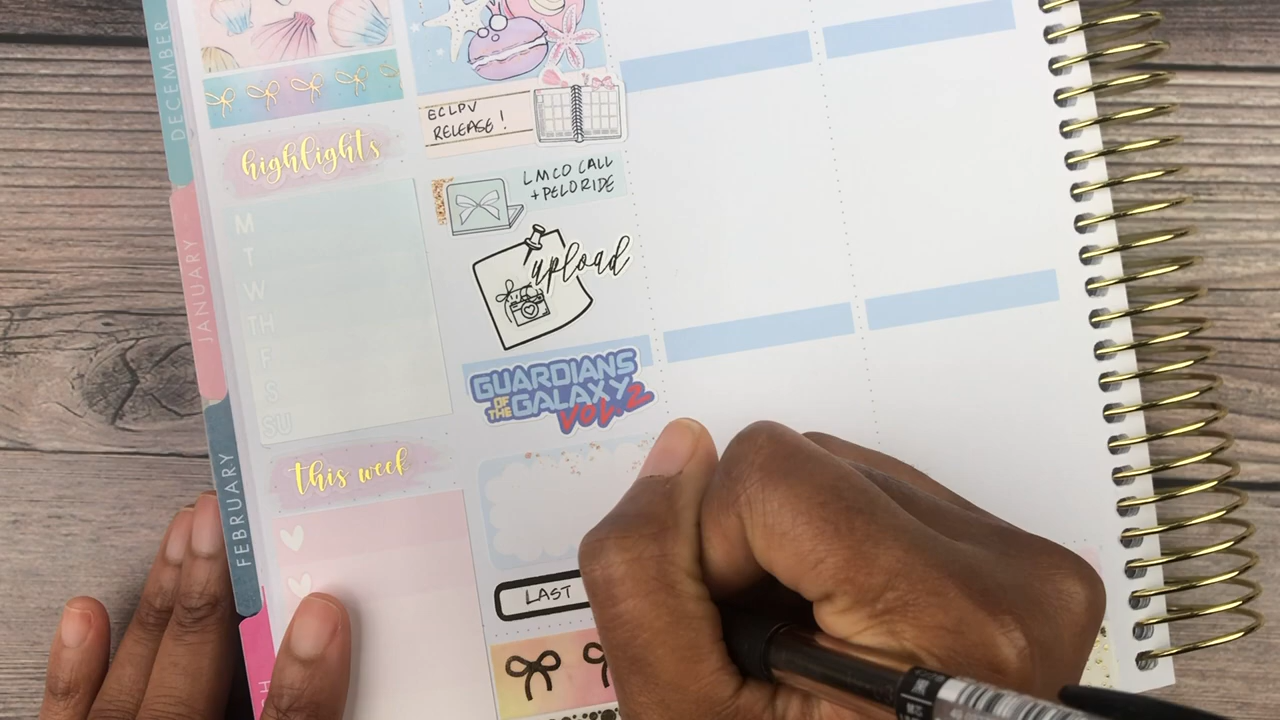 DECEMBER
JANUARY
FEBRUARY
highlights
M
T
W
TH
F
S
SU
this week
ECLPV
RELEASE!
LMCO CALL
+ PELORIDE
upload
GUARDIANS
OF THE GALAXY
VOL. 2
LAST